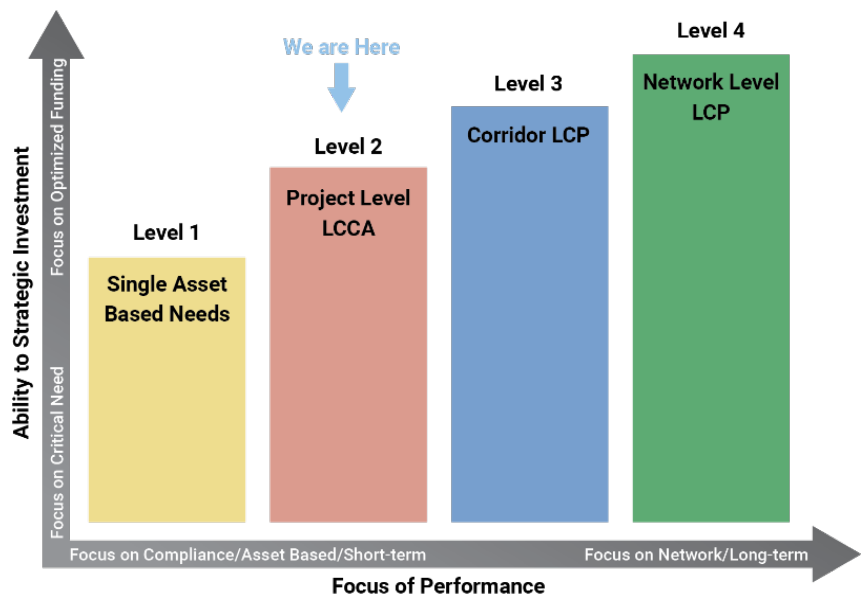 Level 4
We are Here
Network Level
LCP
Level 3
Corridor LCP
Level 2
Project Level
LCCA
Level 1
Single Asset
Based Needs
Ability to Strategic Investment
Focus on Optimized Funding
Focus on Critical Need
Focus on Compliance/Asset Based/Short-term
Focus on Network/Long-term
Focus of Performance